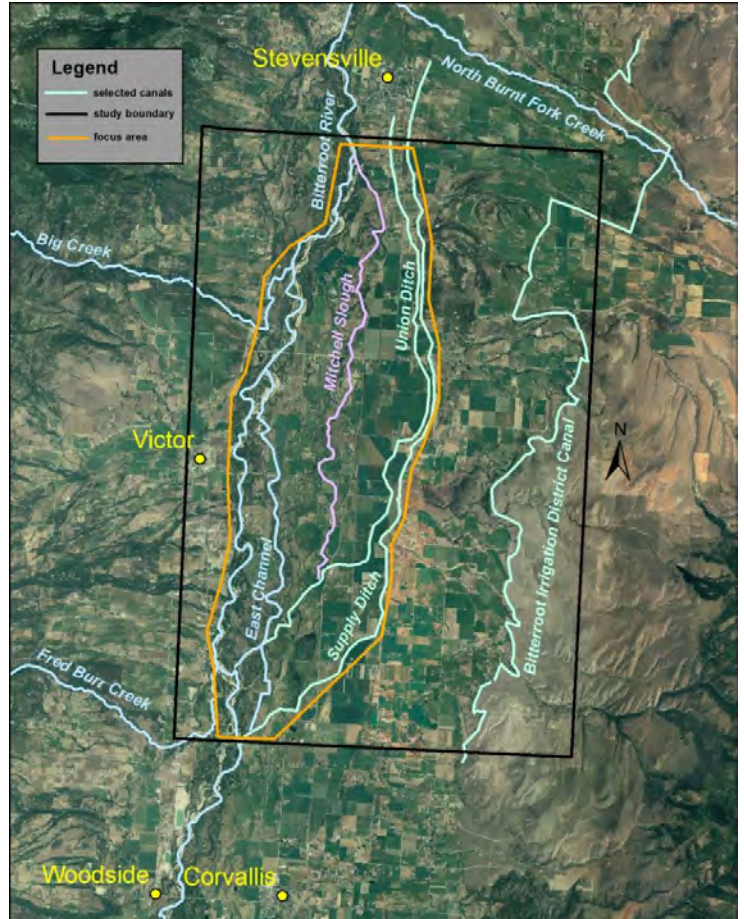 Stevensville
North Burnt Fork Creek
Legend
selected canals
study boundary
focus area
Bitterroot River
Big Creek
Mitchell Slough
Union Ditch
Victor
N
Bitterroot Irrigation District Canal
East Channel
Supply Ditch
Fred Burr Creek
Woodside
Corvallis